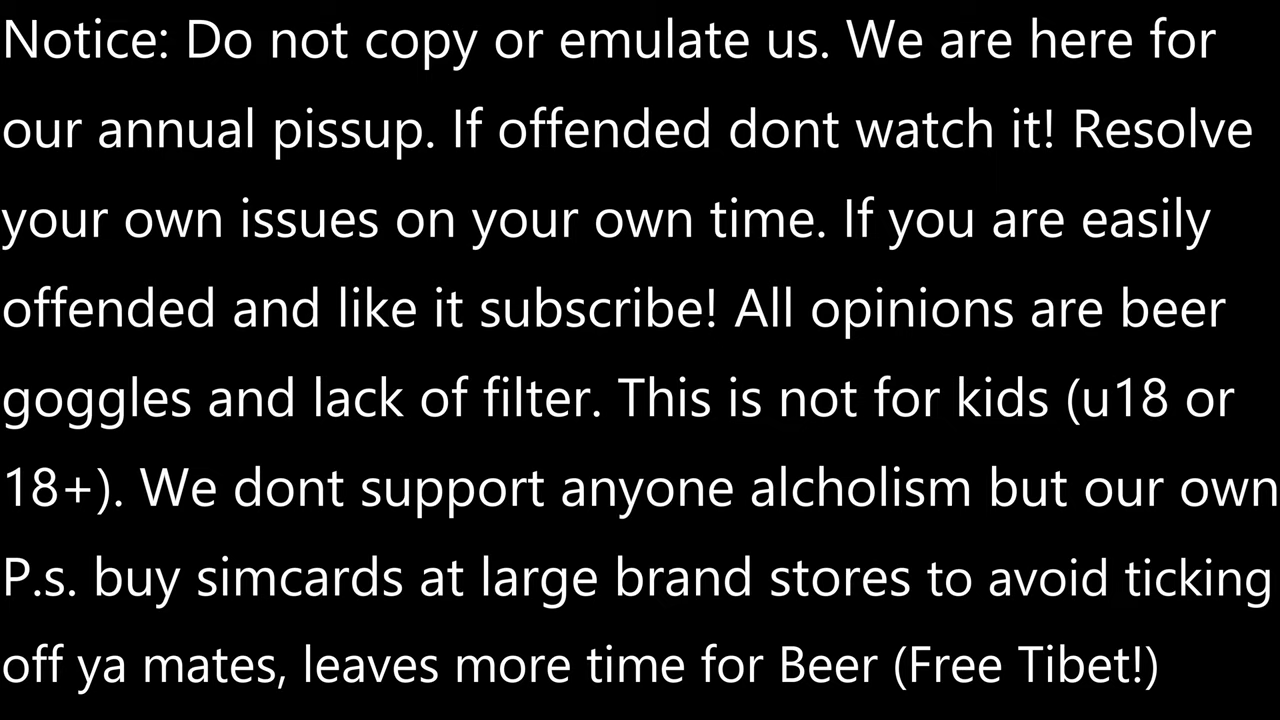 Notice: Do not copy or emulate us. We are here for
our annual pissup. If offended dont watch it! Resolve
your own issues on your own time. If you are easily
offended and like it subscribe! All opinions are beer
goggles and lack of filter. This is not for kids (u18 or
18+). We dont support anyone alcholism but our own
P.s. buy simcards at large brand stores to avoid ticking
off ya mates, leaves more time for Beer (Free Tibet!)